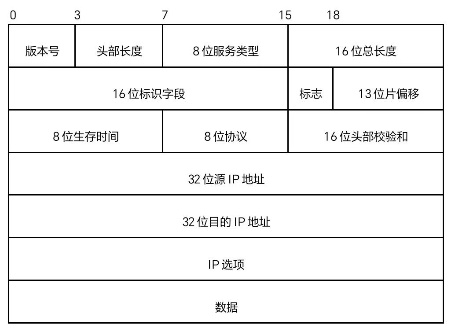 0 3 7 15 18
版本号 头部长度 8位服务类型 16位总长度
16位标识字段 标志 13位片偏移
8位生存时间 8位协议 16位头部校验和
32位源IP地址
32位目的IP地址
IP选项
数据